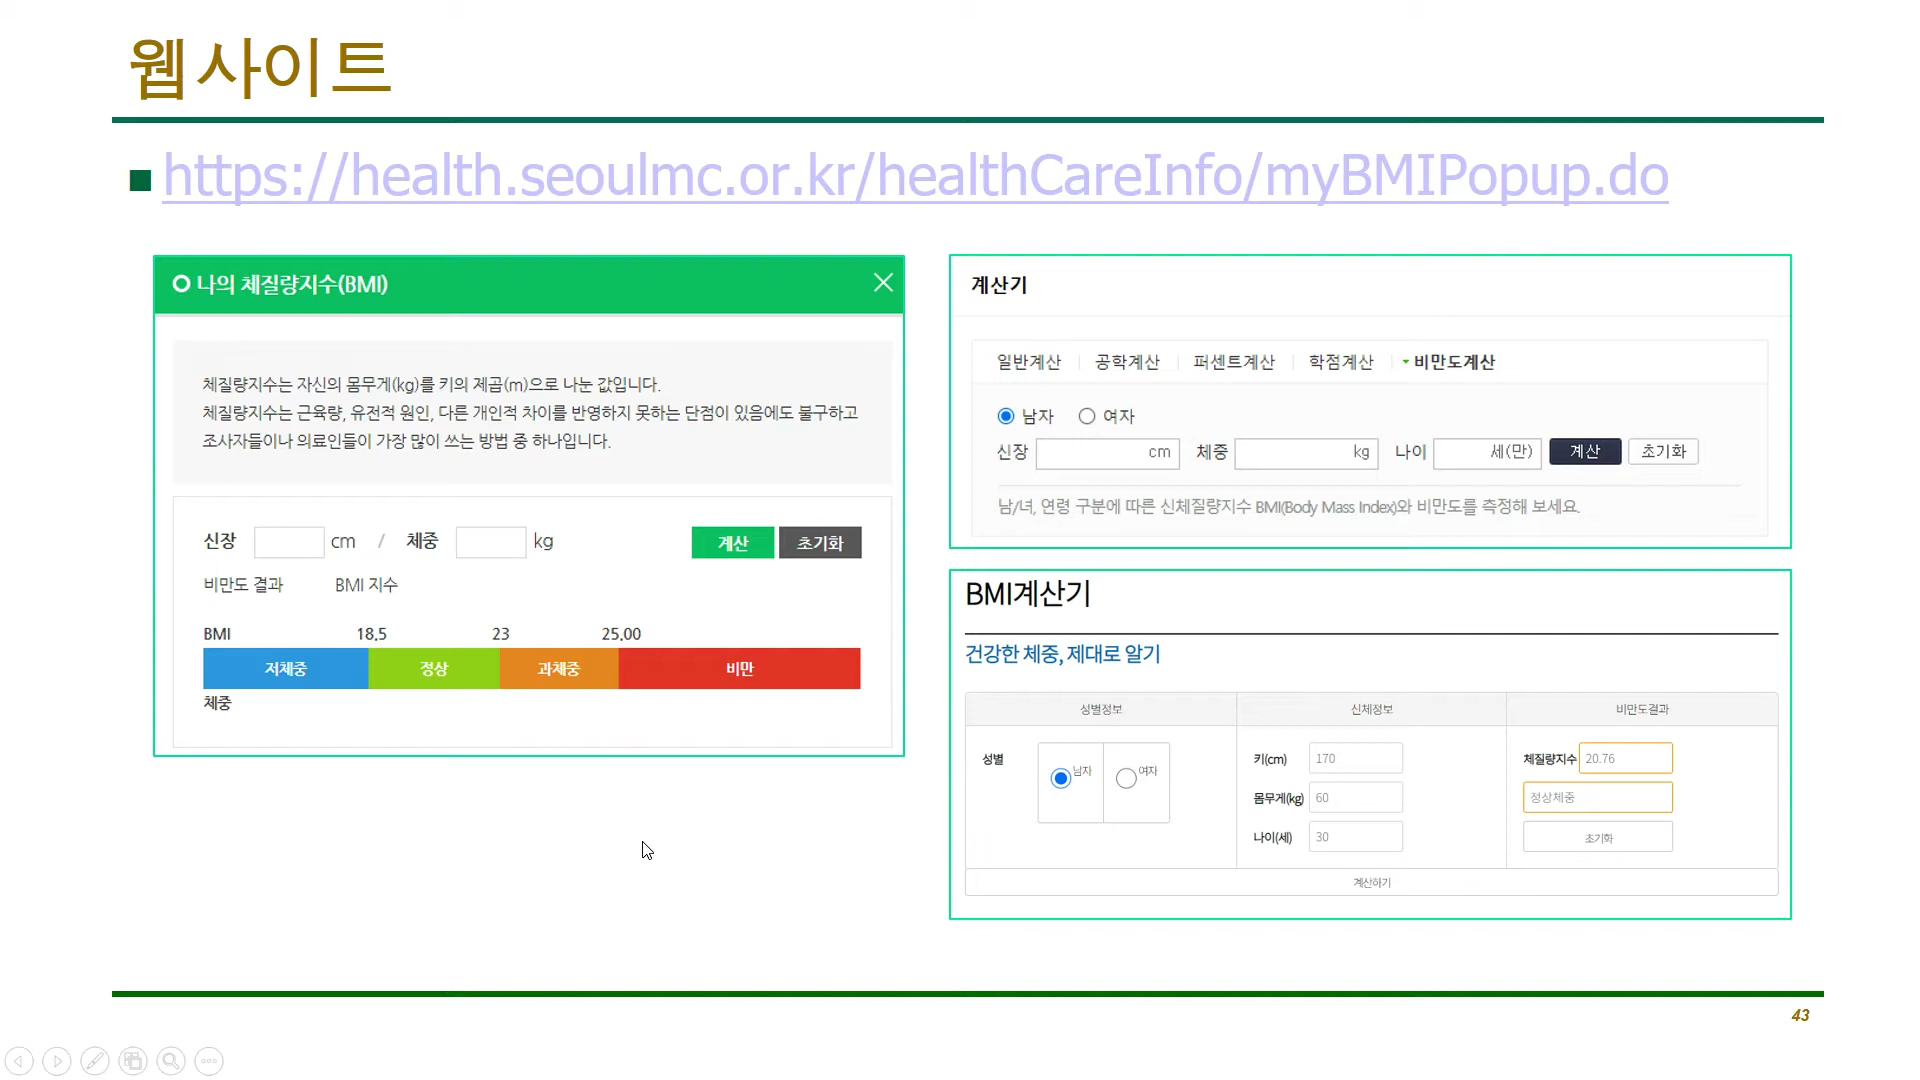 웹사이트
https://health.seoulmc.or.kr/healthCareInfo/myBMIPopup.do
나의 체질량지수(BMI)
체질량지수는 자신의 몸무게(kg)를 키의 제곱(m)으로 나눈 값입니다.
체질량지수는 근육량, 유전적 원인, 다른 개인적 차이를 반영하지 못하는 단점이 있음에도 불구하고
조사자들이나 의료인들이 가장 많이 쓰는 방법 중 하나입니다.
신장 cm / 체중 kg 계산 초기화
비만도 결과 BMI 지수
BMI 18.5 23 25.00
저체중 정상 과체중 비만
체중
계산기
일반계산 공학계산 퍼센트계산 학점계산 비만도계산
남자 여자
신장 cm 체중 kg 나이 세(만) 계산 초기화
남/녀, 연령 구분에 따른 신체질량지수 BMI(Body Mass Index)와 비만도를 측정해 보세요.
BMI계산기
건강한 체중, 제대로 알기
성별정보 신체정보 비만도결과
성별 남자 여자
키(cm) 170
몸무게(kg) 60
나이(세) 30
체질량지수 20.76
정상체중
초기화
계산하기
43